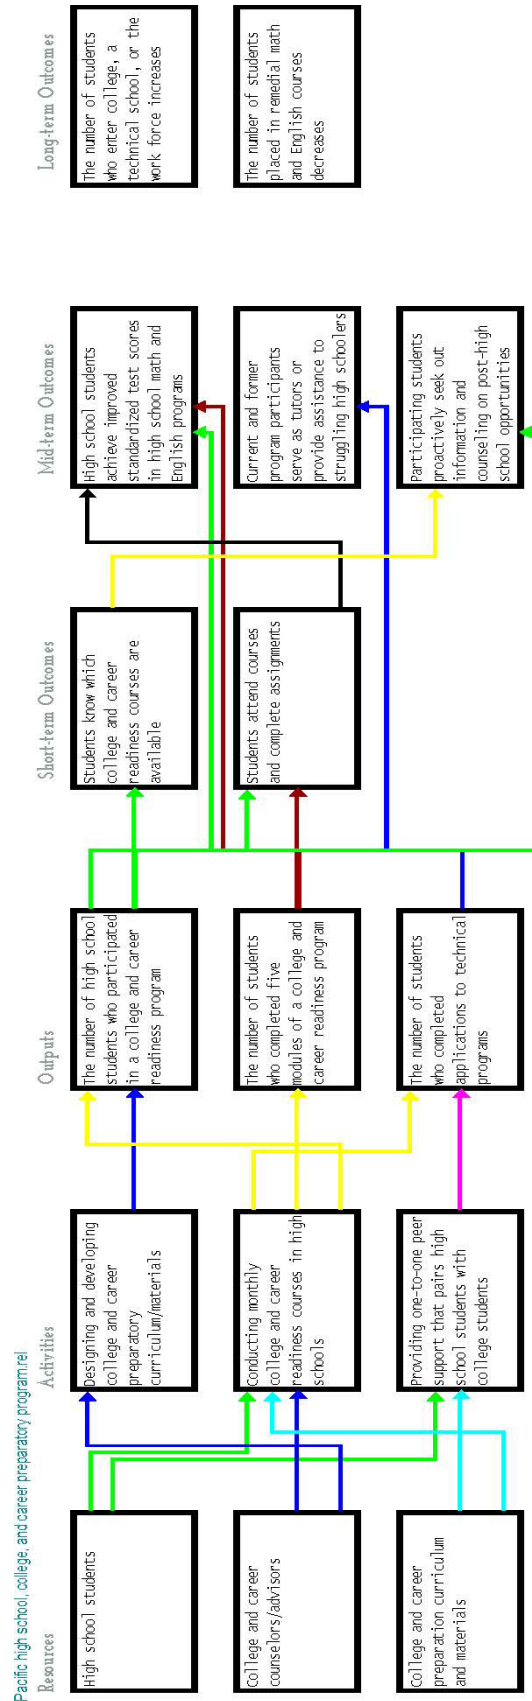 Pacific high school, college, and career preparatory program.rel
Resources
Activities
Outputs
Short-term Outcomes
Mid-term Outcomes
Long-term Outcomes
High school students
College and career
counselors/advisors
College and career
preparation curriculum
and materials
Designing and developing
college and career
preparatory
curriculum/materials
Conducting monthly
college and career
readiness courses in high
schools
Providing one-to-one peer
support that pairs high
school students with
college students
The number of high school
students who participated
in a college and career
readiness program
The number of students
who completed five
modules of a college and
career readiness program
The number of students
who completed
applications to technical
programs
Students know which
college and career
readiness courses are
available
Students attend courses
and complete assignments
High school students
achieve improved
standardized test scores
in high school math and
English programs
Current and former
program participants
serve as tutors or
provide assistance to
struggling high schoolers
Participating students
proactively seek out
information and
counseling on post-high
school opportunities
The number of students
who enter college, a
technical school, or the
work force increases
The number of students
placed in remedial math
and English courses
decreases